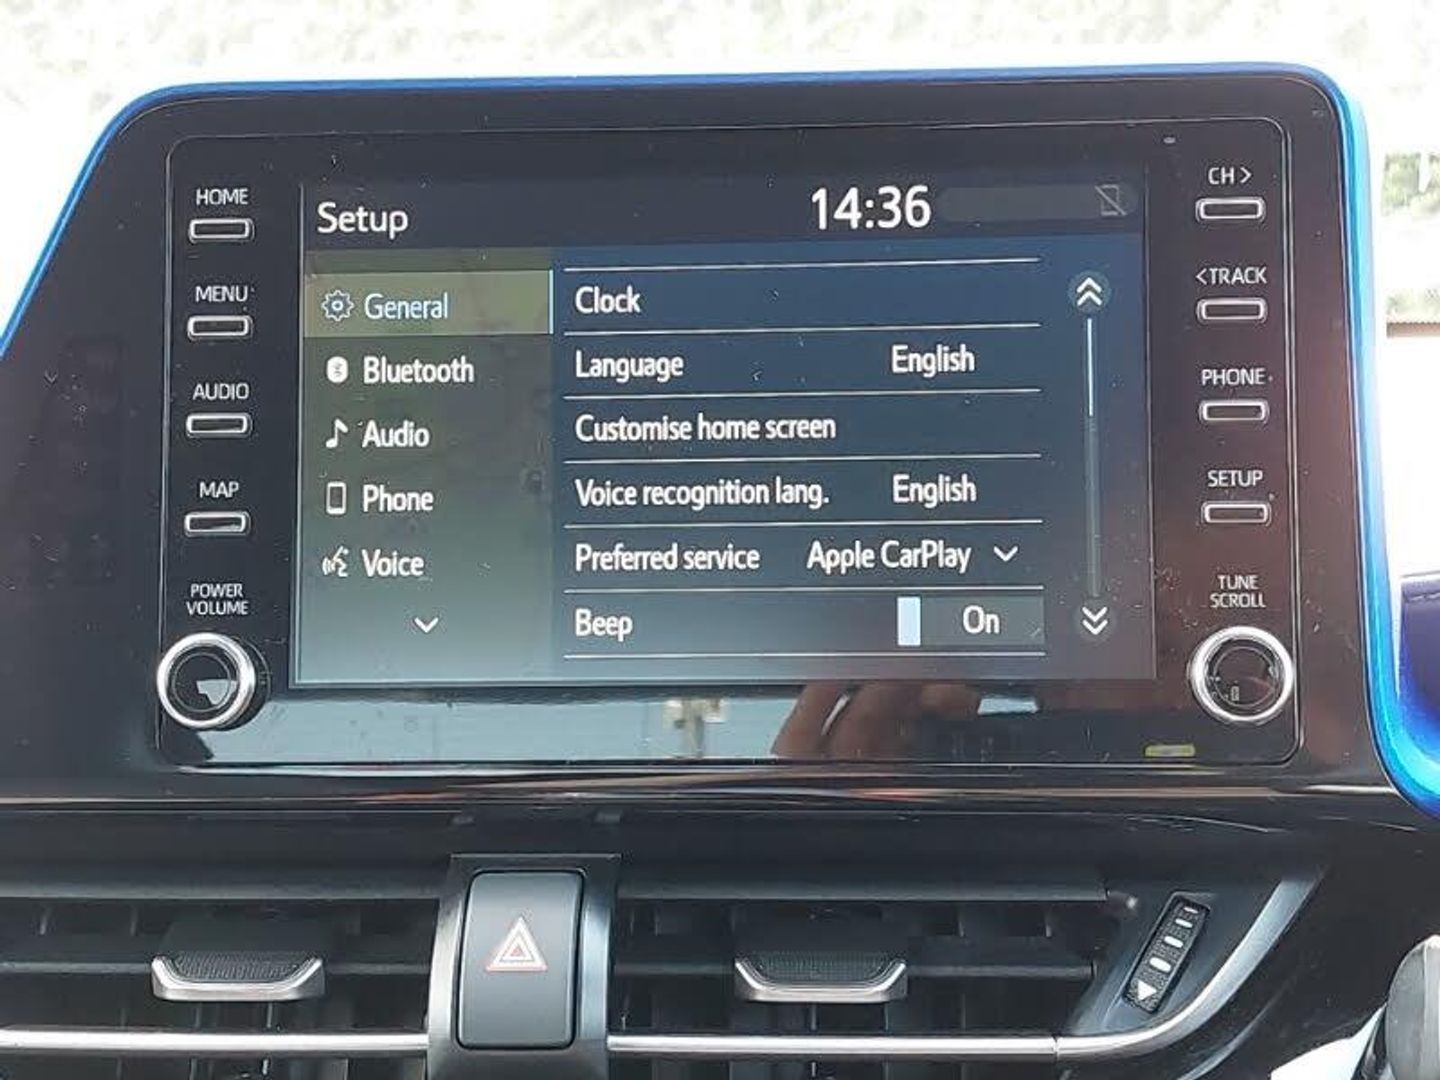 HOME
MENU
AUDIO
MAP
POWER
VOLUME
Setup
14:36
General
Bluetooth
Audio
Phone
Voice
Clock
Language English
Customise home screen
Voice recognition lang. English
Preferred service Apple CarPlay
Beep On
CH >
< TRACK
PHONE
SETUP
TUNE
SCROLL